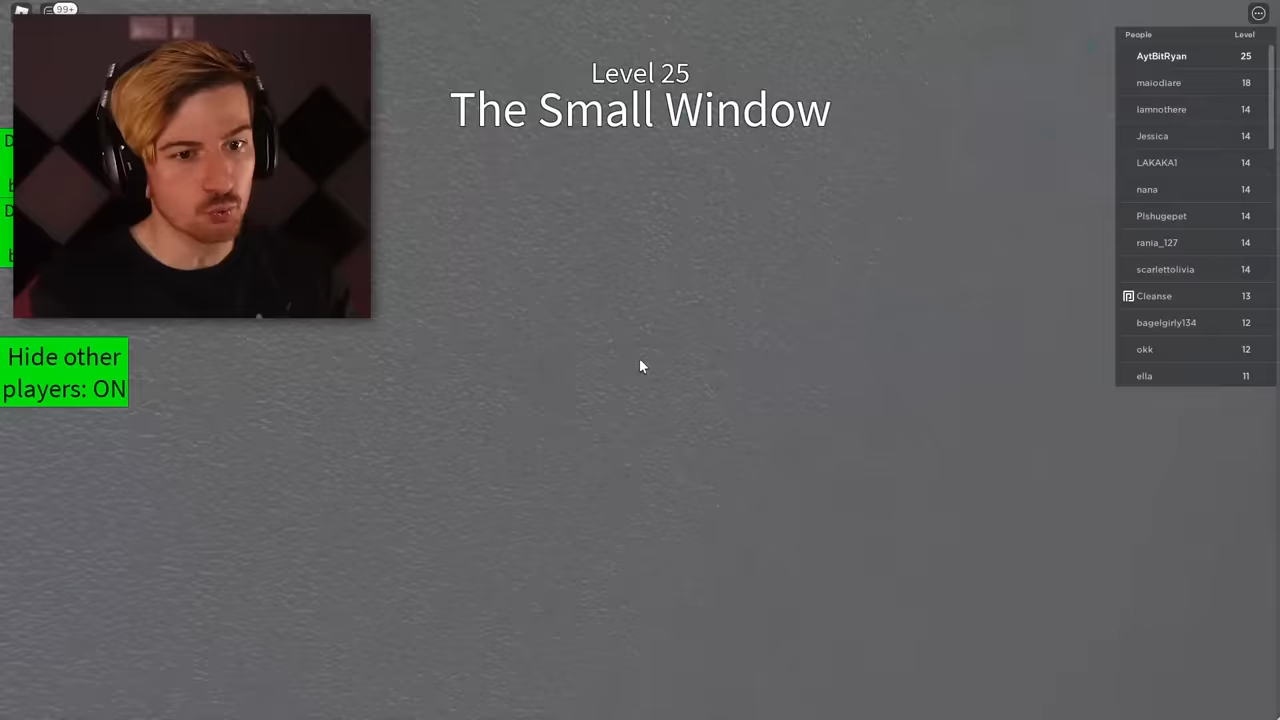 99+
Level 25
The Small Window
People Level
AytBitRyan 25
maiodiare 18
Iamnothere 14
Jessica 14
LAKAKA1 14
nana 14
Plshugepet 14
rania_127 14
scarlettolivia 14
Cleanse 13
bagelgirly134 12
okk 12
ella 11
D
D
Hide other
players: ON